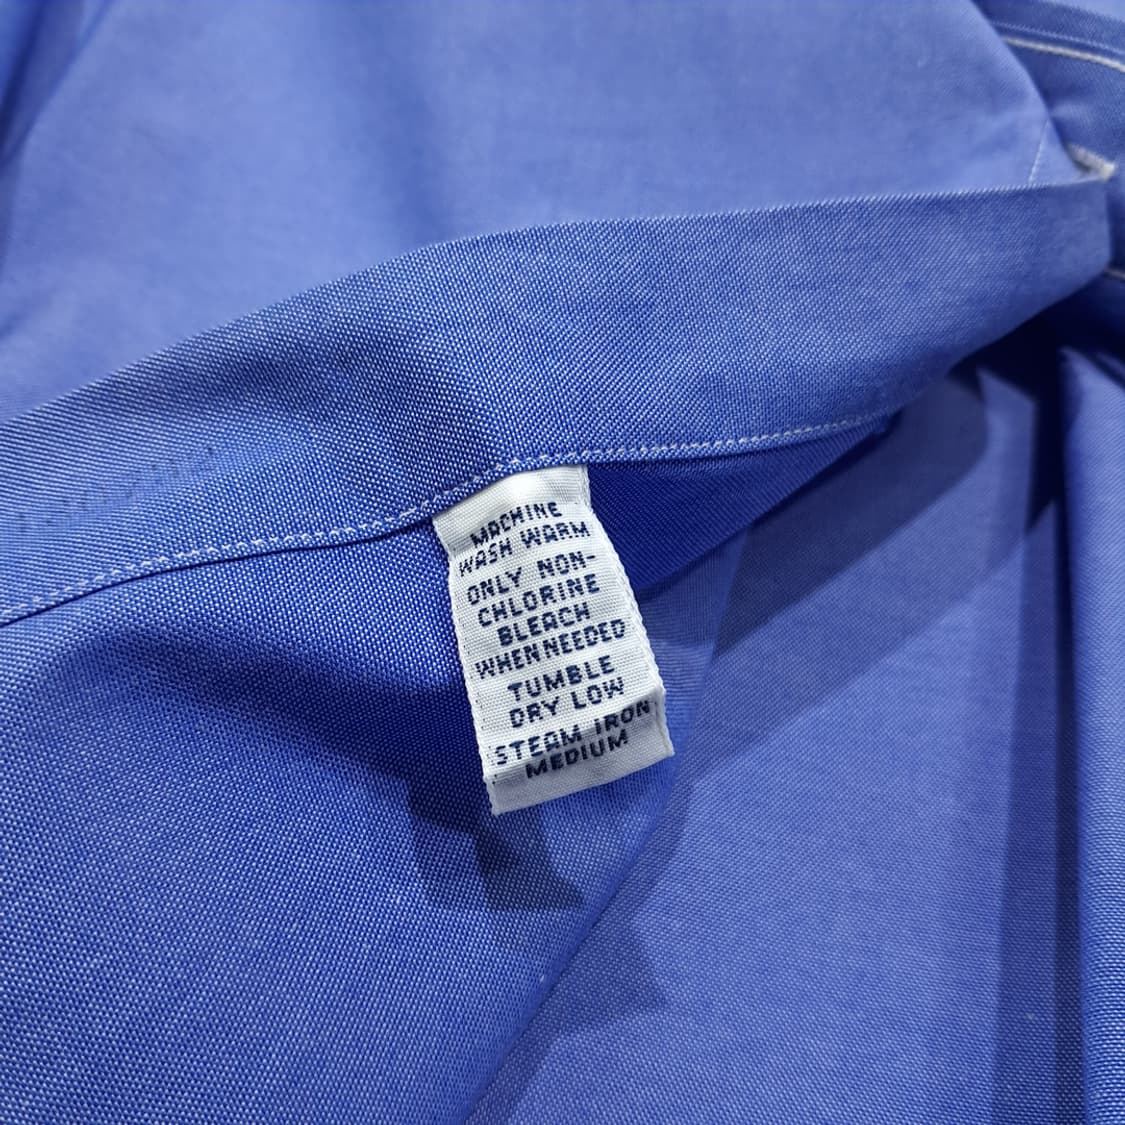 MACHINE
WASH WARM
ONLY NON-
CHLORINE
BLEACH
WHEN NEEDED
TUMBLE
DRY LOW
STEAM IRON
MEDIUM